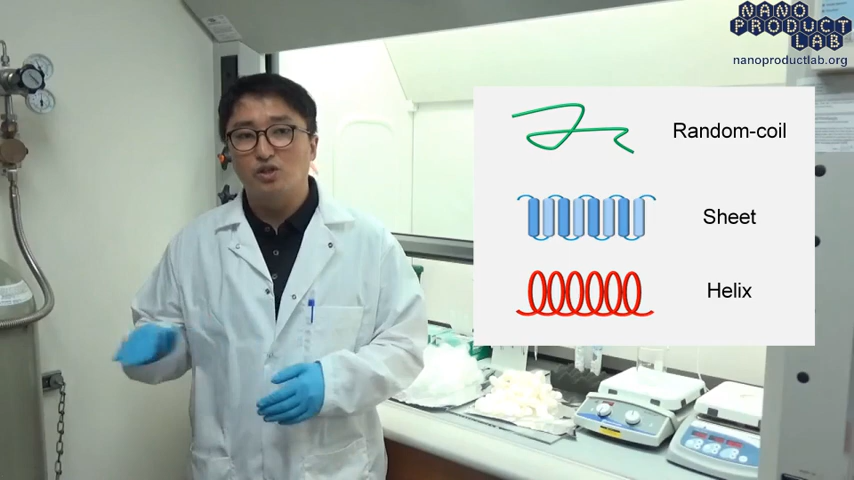 NANO
PRODUCT
LAB
nanoproductlab.org
Random-coil
Sheet
Helix